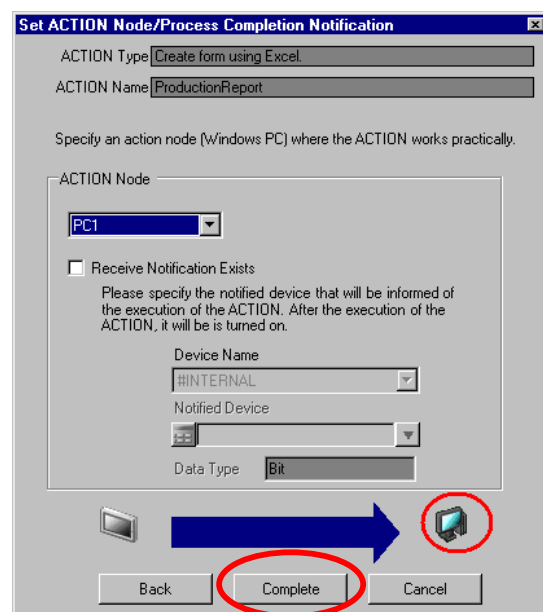 Set ACTION Node/Process Completion Notification
ACTION Type Create form using Excel.
ACTION Name ProductionReport
Specify an action node (Windows PC) where the ACTION works practically.
ACTION Node
PC1
Receive Notification Exists
Please specify the notified device that will be informed of
the execution of the ACTION. After the execution of the
ACTION, it will be is turned on.
Device Name
#INTERNAL
Notified Device
Data Type Bit
Back Complete Cancel